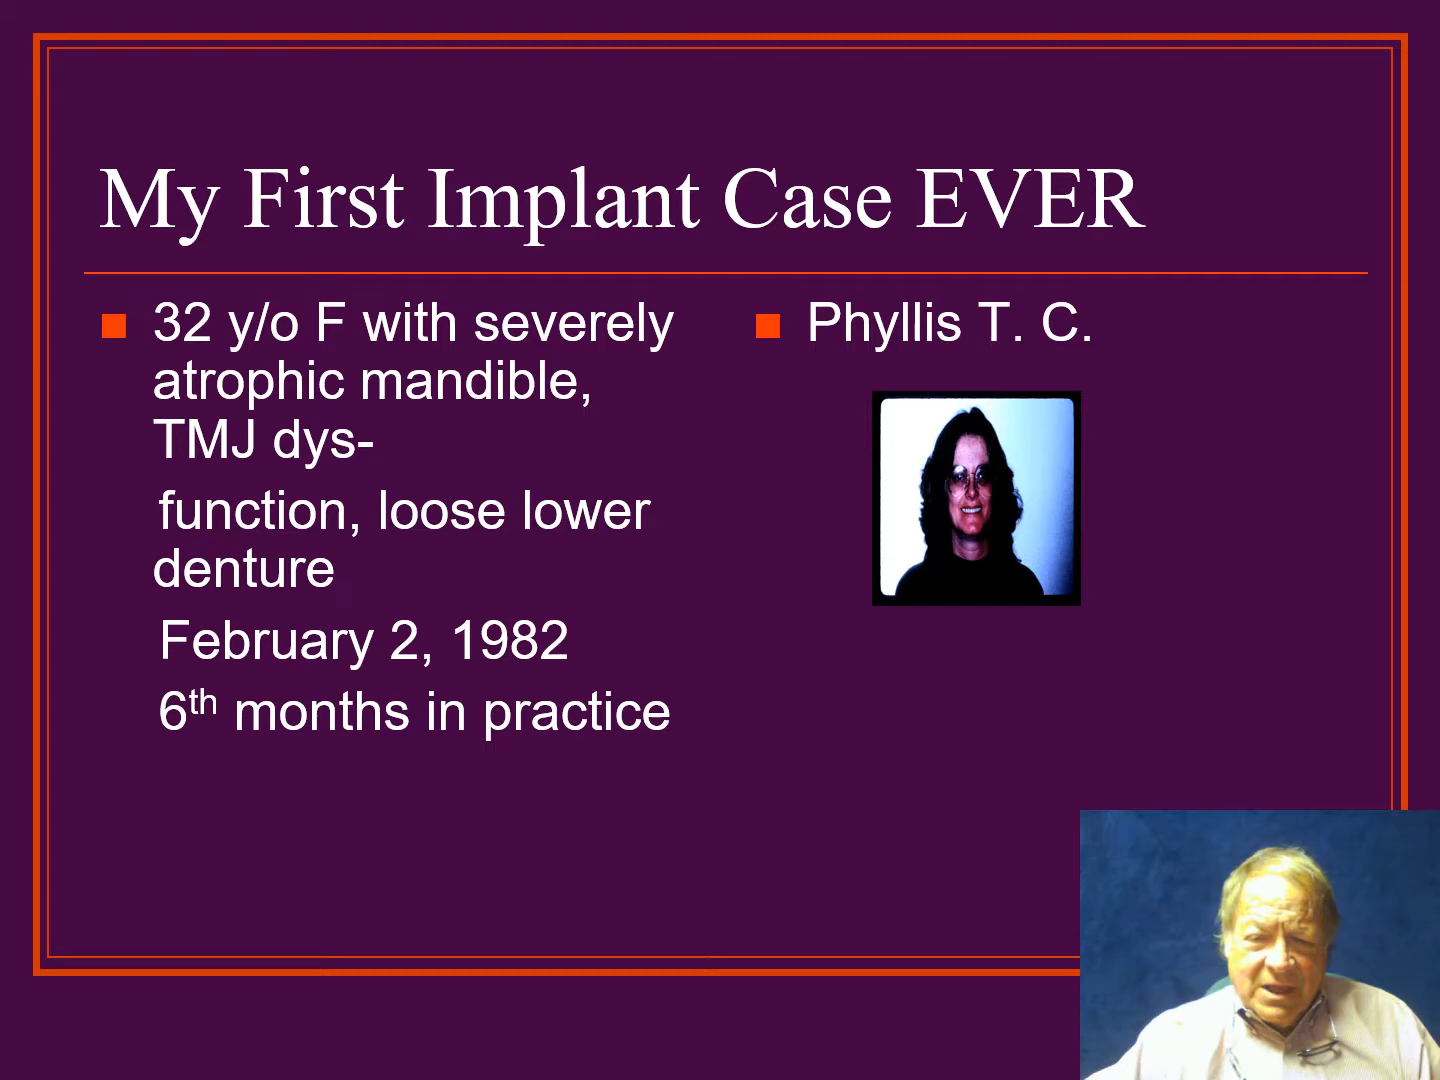 My First Implant Case EVER
32 y/o F with severely
atrophic mandible,
TMJ dys-
function, loose lower
denture
February 2, 1982
6th months in practice
Phyllis T. C.